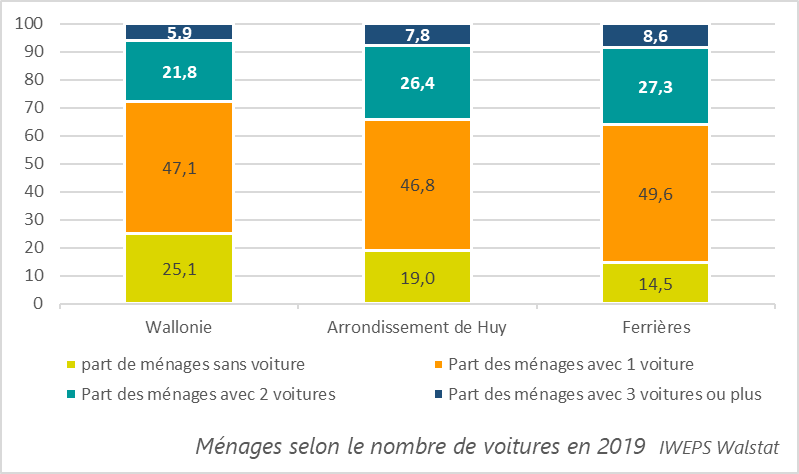 100
90
80
70
60
50
40
30
20
10
0
5,9
7,8
8,6
21,8
26,4
27,3
47,1
46,8
49,6
25,1
19,0
14,5
Wallonie
Arrondissement de Huy
Ferrières
part de ménages sans voiture
Part des ménages avec 1 voiture
Part des ménages avec 2 voitures
Part des ménages avec 3 voitures ou plus
Ménages selon le nombre de voitures en 2019 IWEPS Walstat